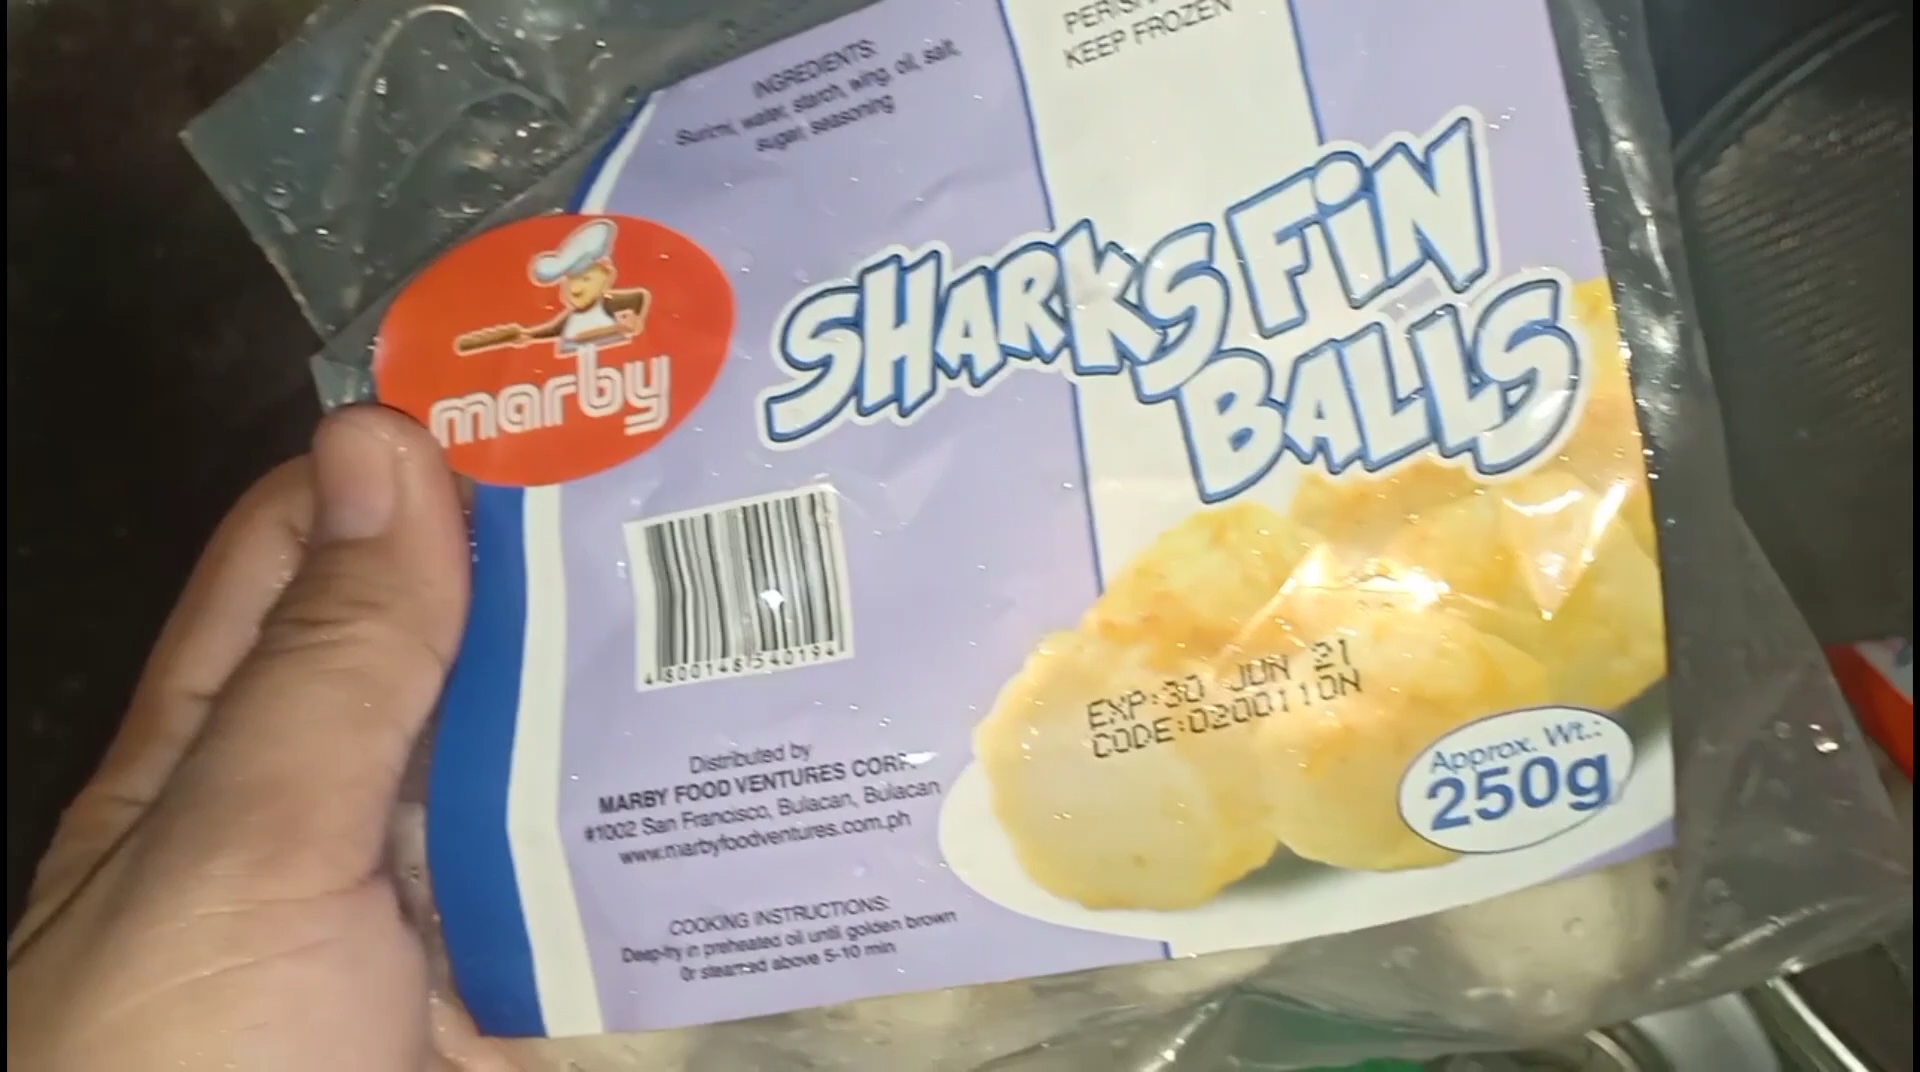 PERISH
KEEP FROZEN
INGREDIENTS:
Surimi, water, starch, wing, oil, salt,
sugar, seasoning
marby
SHARKS FiN
BALLS
4800148540194
EXP:30 JUN 21
CODE:0200110N
Approx. Wt.:
250g
Distributed by
MARBY FOOD VENTURES CORP.
#1002 San Francisco, Bulacan, Bulacan
www.marbyfoodventures.com.ph
COOKING INSTRUCTIONS:
Deep-fry in preheated oil until golden brown
Or steamed above 5-10 min